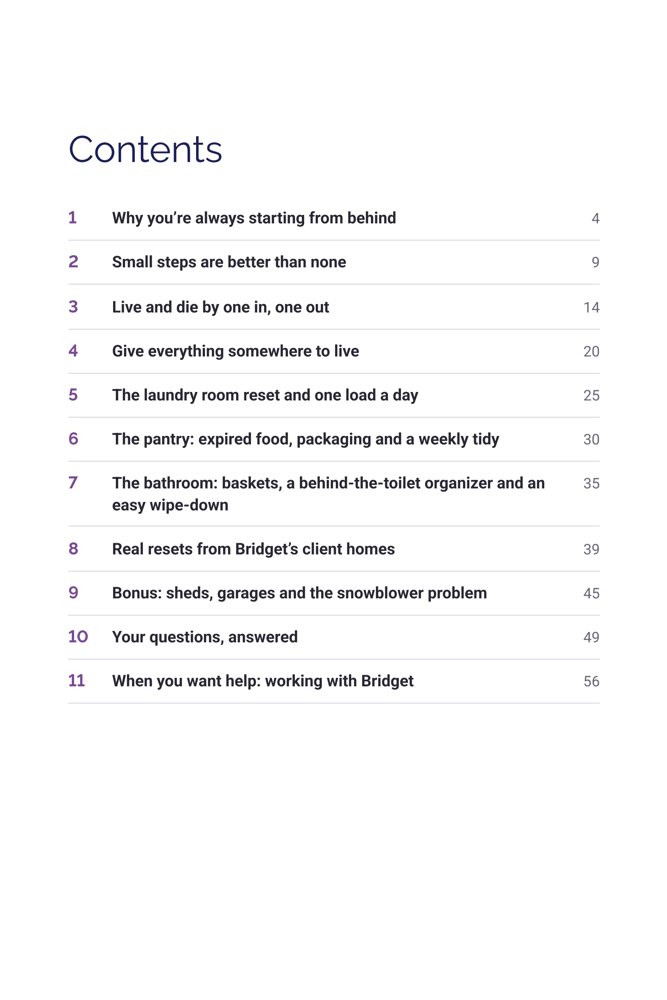 Contents
1 Why you’re always starting from behind 4
2 Small steps are better than none 9
3 Live and die by one in, one out 14
4 Give everything somewhere to live 20
5 The laundry room reset and one load a day 25
6 The pantry: expired food, packaging and a weekly tidy 30
7 The bathroom: baskets, a behind-the-toilet organizer and an 35
easy wipe-down
8 Real resets from Bridget’s client homes 39
9 Bonus: sheds, garages and the snowblower problem 45
10 Your questions, answered 49
11 When you want help: working with Bridget 56